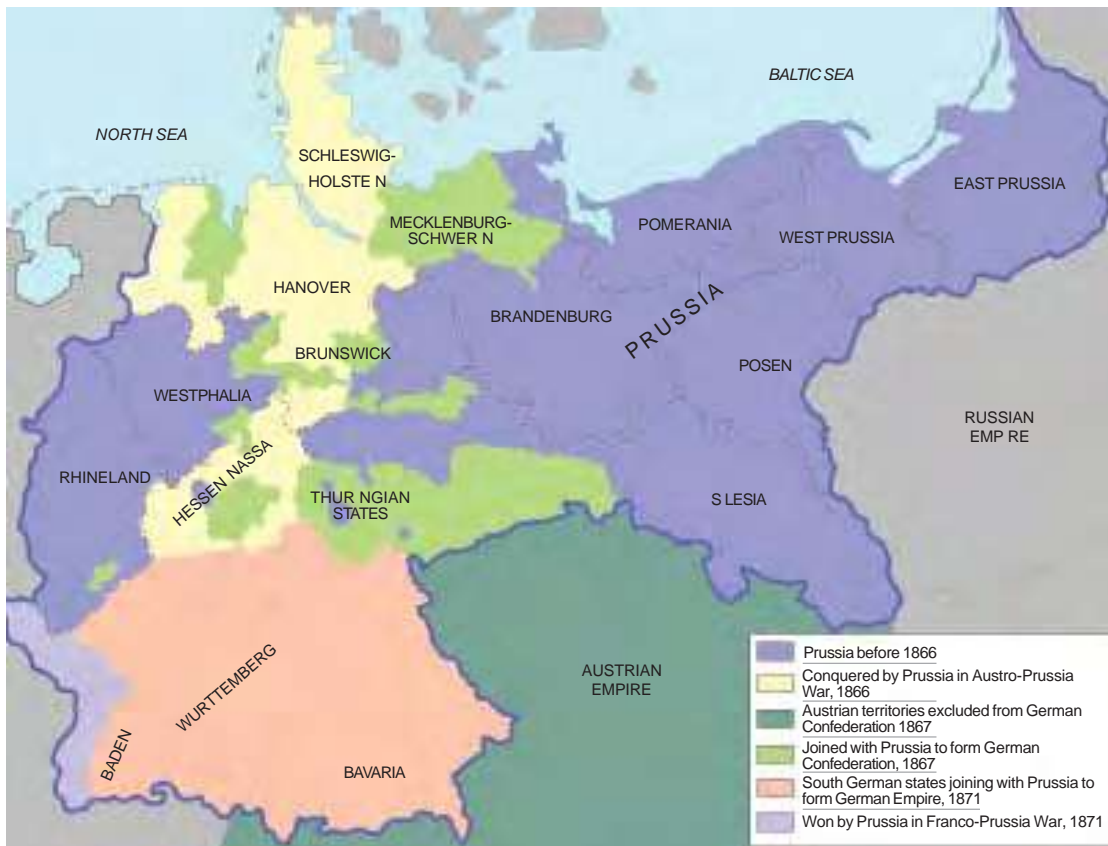 BALTIC SEA
NORTH SEA
SCHLESWIG-
HOLSTE N
EAST PRUSSIA
MECKLENBURG-
SCHWER N
POMERANIA
WEST PRUSSIA
HANOVER
BRANDENBURG
PRUSSIA
BRUNSWICK
POSEN
WESTPHALIA
RUSSIAN
EMP RE
RHINELAND
HESSEN NASSA
THUR NGIAN
STATES
S LESIA
AUSTRIAN
EMPIRE
WURTTEMBERG
BADEN
BAVARIA
Prussia before 1866
Conquered by Prussia in Austro-Prussia
War, 1866
Austrian territories excluded from German
Confederation 1867
Joined with Prussia to form German
Confederation, 1867
South German states joining with Prussia to
form German Empire, 1871
Won by Prussia in Franco-Prussia War, 1871